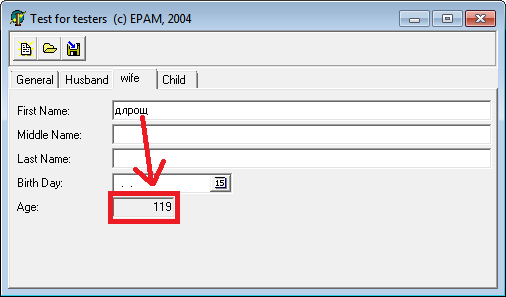 Test for testers (c) EPAM, 2004
General Husband wife Child
First Name: длрощ
Middle Name:
Last Name:
Birth Day: . . 15
Age: 119